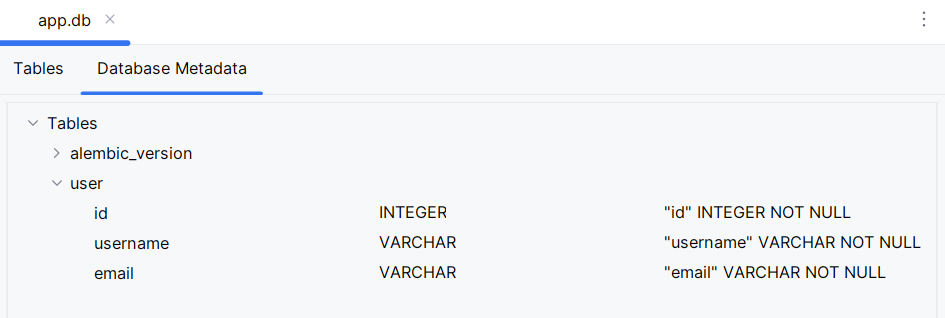 app.db
Tables Database Metadata
Tables
alembic_version
user
id INTEGER "id" INTEGER NOT NULL
username VARCHAR "username" VARCHAR NOT NULL
email VARCHAR "email" VARCHAR NOT NULL